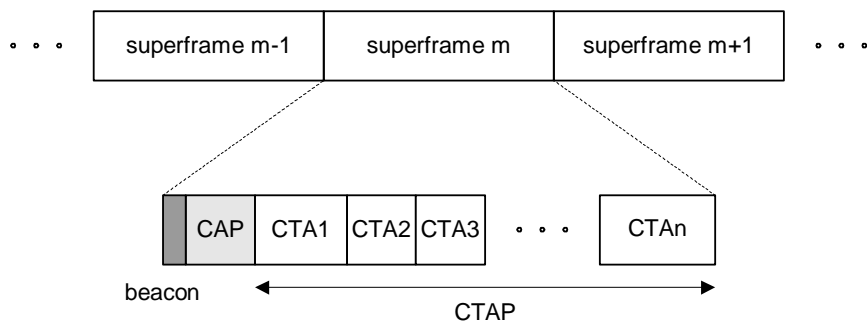 superframe m-1 superframe m superframe m+1
CAP CTA1 CTA2 CTA3 CTAn
beacon
CTAP